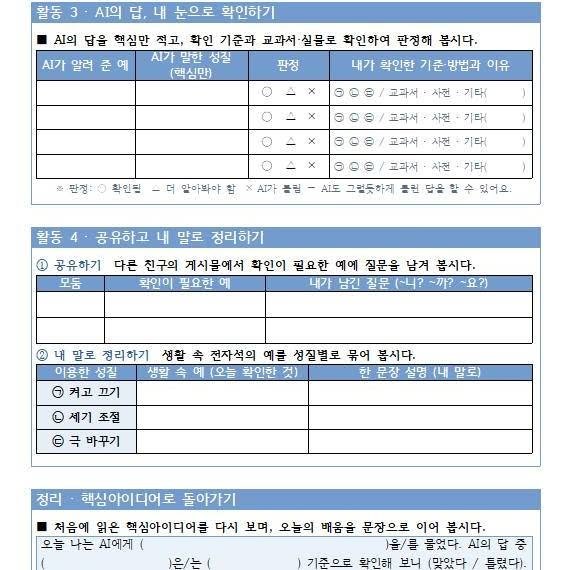 활동 3 · AI의 답, 내 눈으로 확인하기
■ AI의 답을 핵심만 적고, 확인 기준과 교과서·실물로 확인하여 판정해 봅시다.
AI가 알려 준 예 AI가 말한 성질 (핵심만) 판정 내가 확인한 기준·방법과 이유
○ △ × ㉠ ㉡ ㉢ / 교과서 · 사전 · 기타( )
○ △ × ㉠ ㉡ ㉢ / 교과서 · 사전 · 기타( )
○ △ × ㉠ ㉡ ㉢ / 교과서 · 사전 · 기타( )
○ △ × ㉠ ㉡ ㉢ / 교과서 · 사전 · 기타( )
※ 판정: ○ 확인됨 △ 더 알아봐야 함 × AI가 틀림 — AI도 그럴듯하게 틀린 답을 할 수 있어요.
활동 4 · 공유하고 내 말로 정리하기
① 공유하기 다른 친구의 게시물에서 확인이 필요한 예에 질문을 남겨 봅시다.
모둠 확인이 필요한 예 내가 남긴 질문 (~니? ~까? ~요?)
② 내 말로 정리하기 생활 속 전자석의 예를 성질별로 묶어 봅시다.
이용한 성질 생활 속 예 (오늘 확인한 것) 한 문장 설명 (내 말로)
㉠ 켜고 끄기
㉡ 세기 조절
㉢ 극 바꾸기
정리 · 핵심아이디어로 돌아가기
■ 처음에 읽은 핵심아이디어를 다시 보며, 오늘의 배움을 문장으로 이어 봅시다.
오늘 나는 AI에게 ( )을/를 물었다. AI의 답 중
( )은/는 ( ) 기준으로 확인해 보니 (맞았다 / 틀렸다).